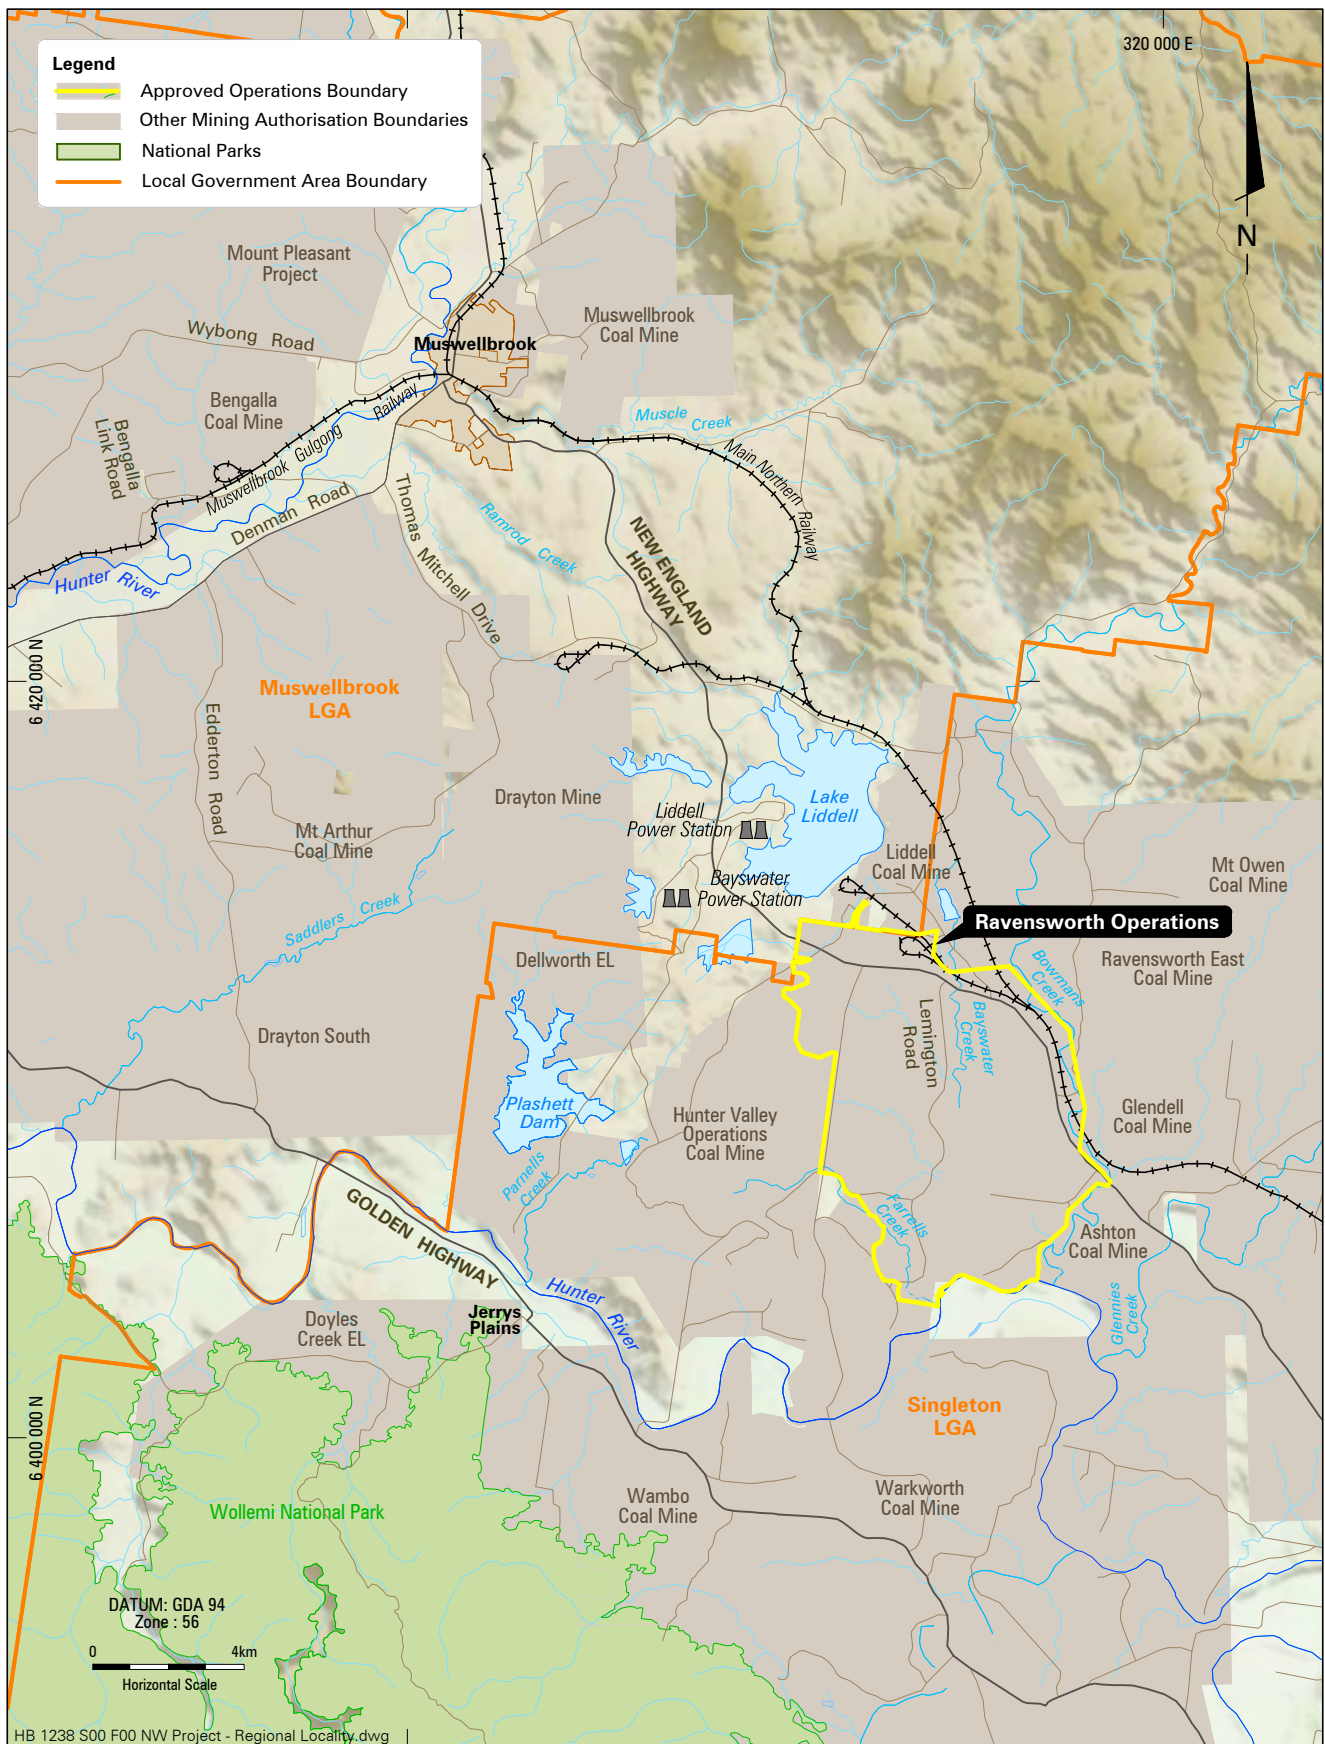 320 000 E
Legend
Approved Operations Boundary
Other Mining Authorisation Boundaries
National Parks
Local Government Area Boundary
N
Mount Pleasant
Project
Muswellbrook
Coal Mine
Wybong Road
Muswellbrook
Bengalla
Coal Mine
Bengalla
Link Road
Muswellbrook Gulgong Railway
Muscle Creek
Main Northern Railway
Denman Road
Thomas Mitchell Drive
Ramrod Creek
NEW ENGLAND
HIGHWAY
Hunter River
6 420 000 N
Muswellbrook
LGA
Edderton Road
Drayton Mine
Mt Arthur
Coal Mine
Liddell
Power Station
Lake
Liddell
Liddell
Coal Mine
Mt Owen
Coal Mine
Bayswater
Power Station
Saddlers Creek
Ravensworth Operations
Dellworth EL
Bowmans
Creek
Ravensworth East
Coal Mine
Drayton South
Lemington
Road
Bayswater
Creek
Plashett
Dam
Hunter Valley
Operations
Coal Mine
Glendell
Coal Mine
Parnells
Creek
Farrells
Creek
GOLDEN HIGHWAY
Ashton
Coal Mine
Hunter River
Glennies
Creek
Jerrys
Plains
Doyles
Creek EL
Singleton
LGA
6 400 000 N
Wollemi National Park
Wambo
Coal Mine
Warkworth
Coal Mine
DATUM: GDA 94
Zone : 56
0 4km
Horizontal Scale
HB 1238 S00 F00 NW Project - Regional Locality.dwg